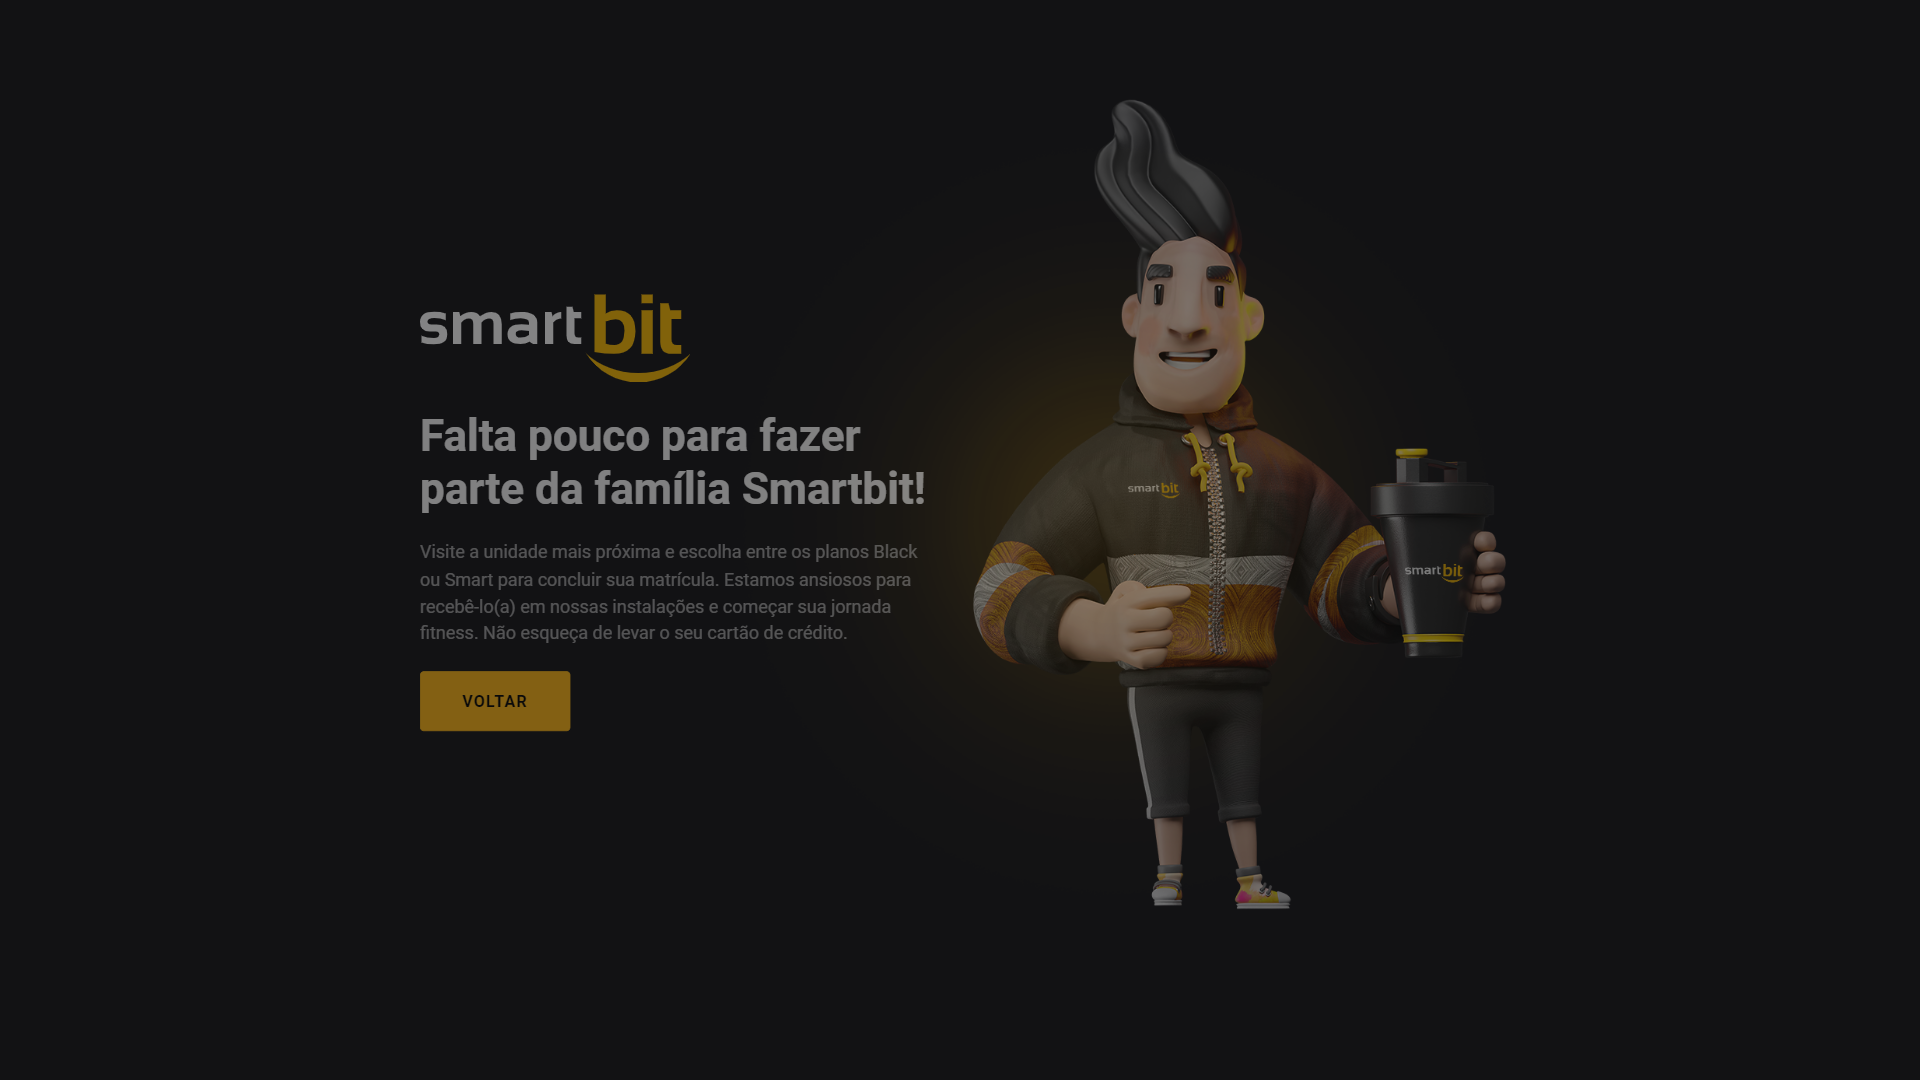 smartbit
Falta pouco para fazer
parte da família Smartbit!
Visite a unidade mais próxima e escolha entre os planos Black
ou Smart para concluir sua matrícula. Estamos ansiosos para
recebê-lo(a) em nossas instalações e começar sua jornada
fitness. Não esqueça de levar o seu cartão de crédito.
VOLTAR
smartbit
smartbit